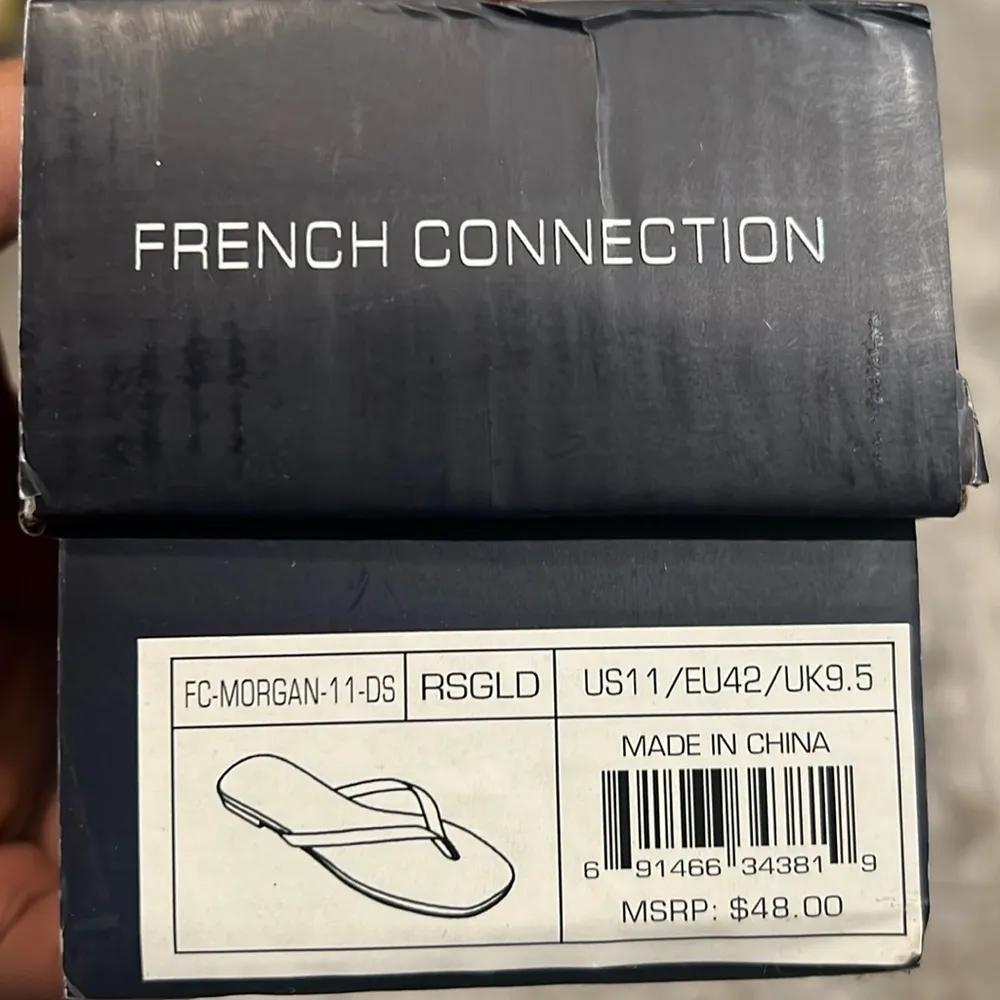 FRENCH CONNECTION
FC-MORGAN-11-DS
RSGLD
US11/EU42/UK9.5
MADE IN CHINA
6 91466 34381 9
MSRP: $48.00